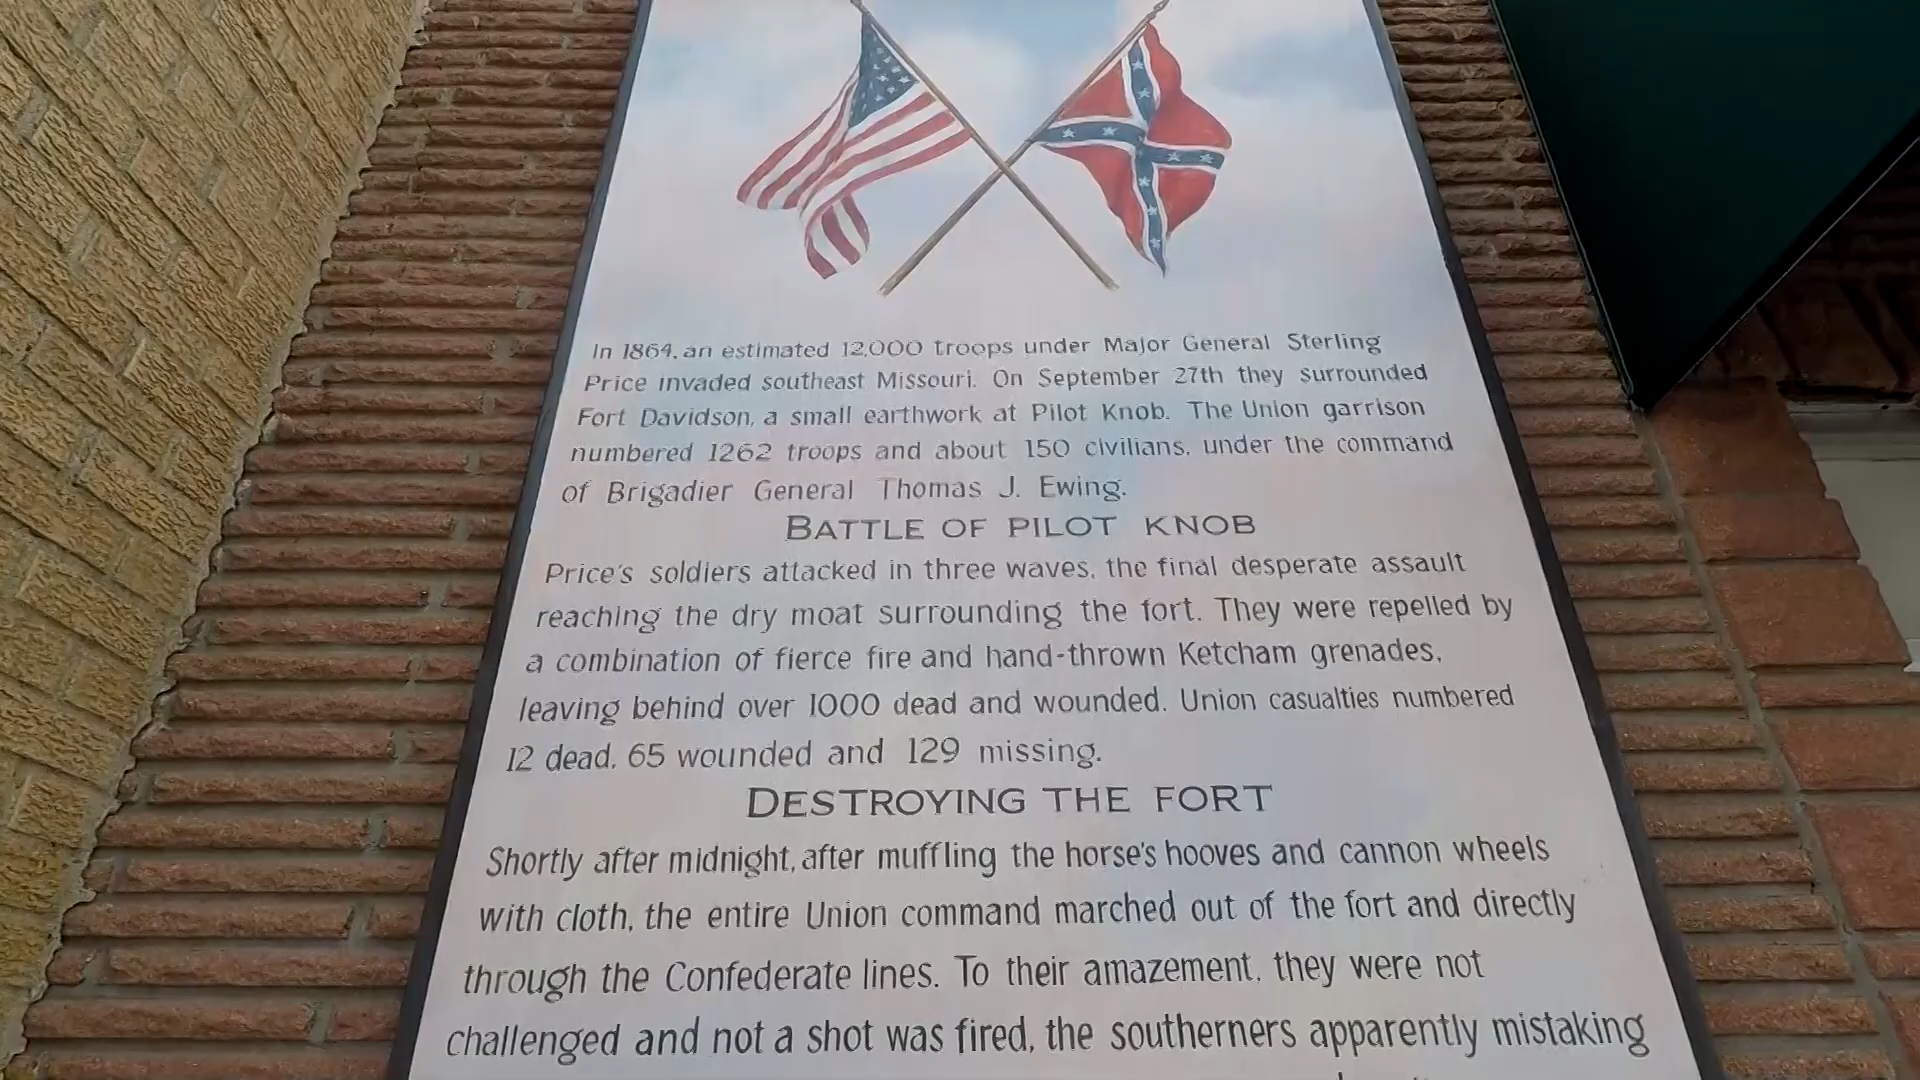 In 1864, an estimated 12,000 troops under Major General Sterling
Price invaded southeast Missouri. On September 27th they surrounded
Fort Davidson, a small earthwork at Pilot Knob. The Union garrison
numbered 1262 troops and about 150 civilians, under the command
of Brigadier General Thomas J. Ewing.
BATTLE OF PILOT KNOB
Price's soldiers attacked in three waves, the final desperate assault
reaching the dry moat surrounding the fort. They were repelled by
a combination of fierce fire and hand-thrown Ketcham grenades,
leaving behind over 1000 dead and wounded. Union casualties numbered
12 dead, 65 wounded and 129 missing.
DESTROYING THE FORT
Shortly after midnight, after muffling the horse's hooves and cannon wheels
with cloth, the entire Union command marched out of the fort and directly
through the Confederate lines. To their amazement, they were not
challenged and not a shot was fired, the southerners apparently mistaking